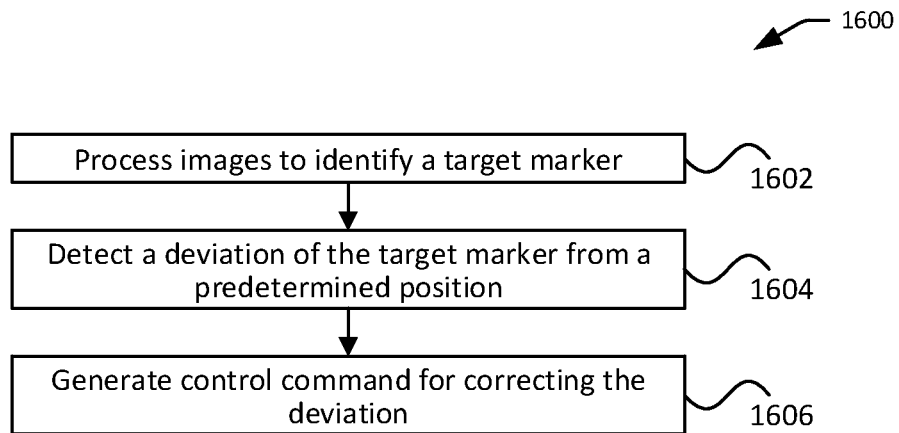 1600
Process images to identify a target marker
1602
Detect a deviation of the target marker from a
predetermined position
1604
Generate control command for correcting the
deviation
1606